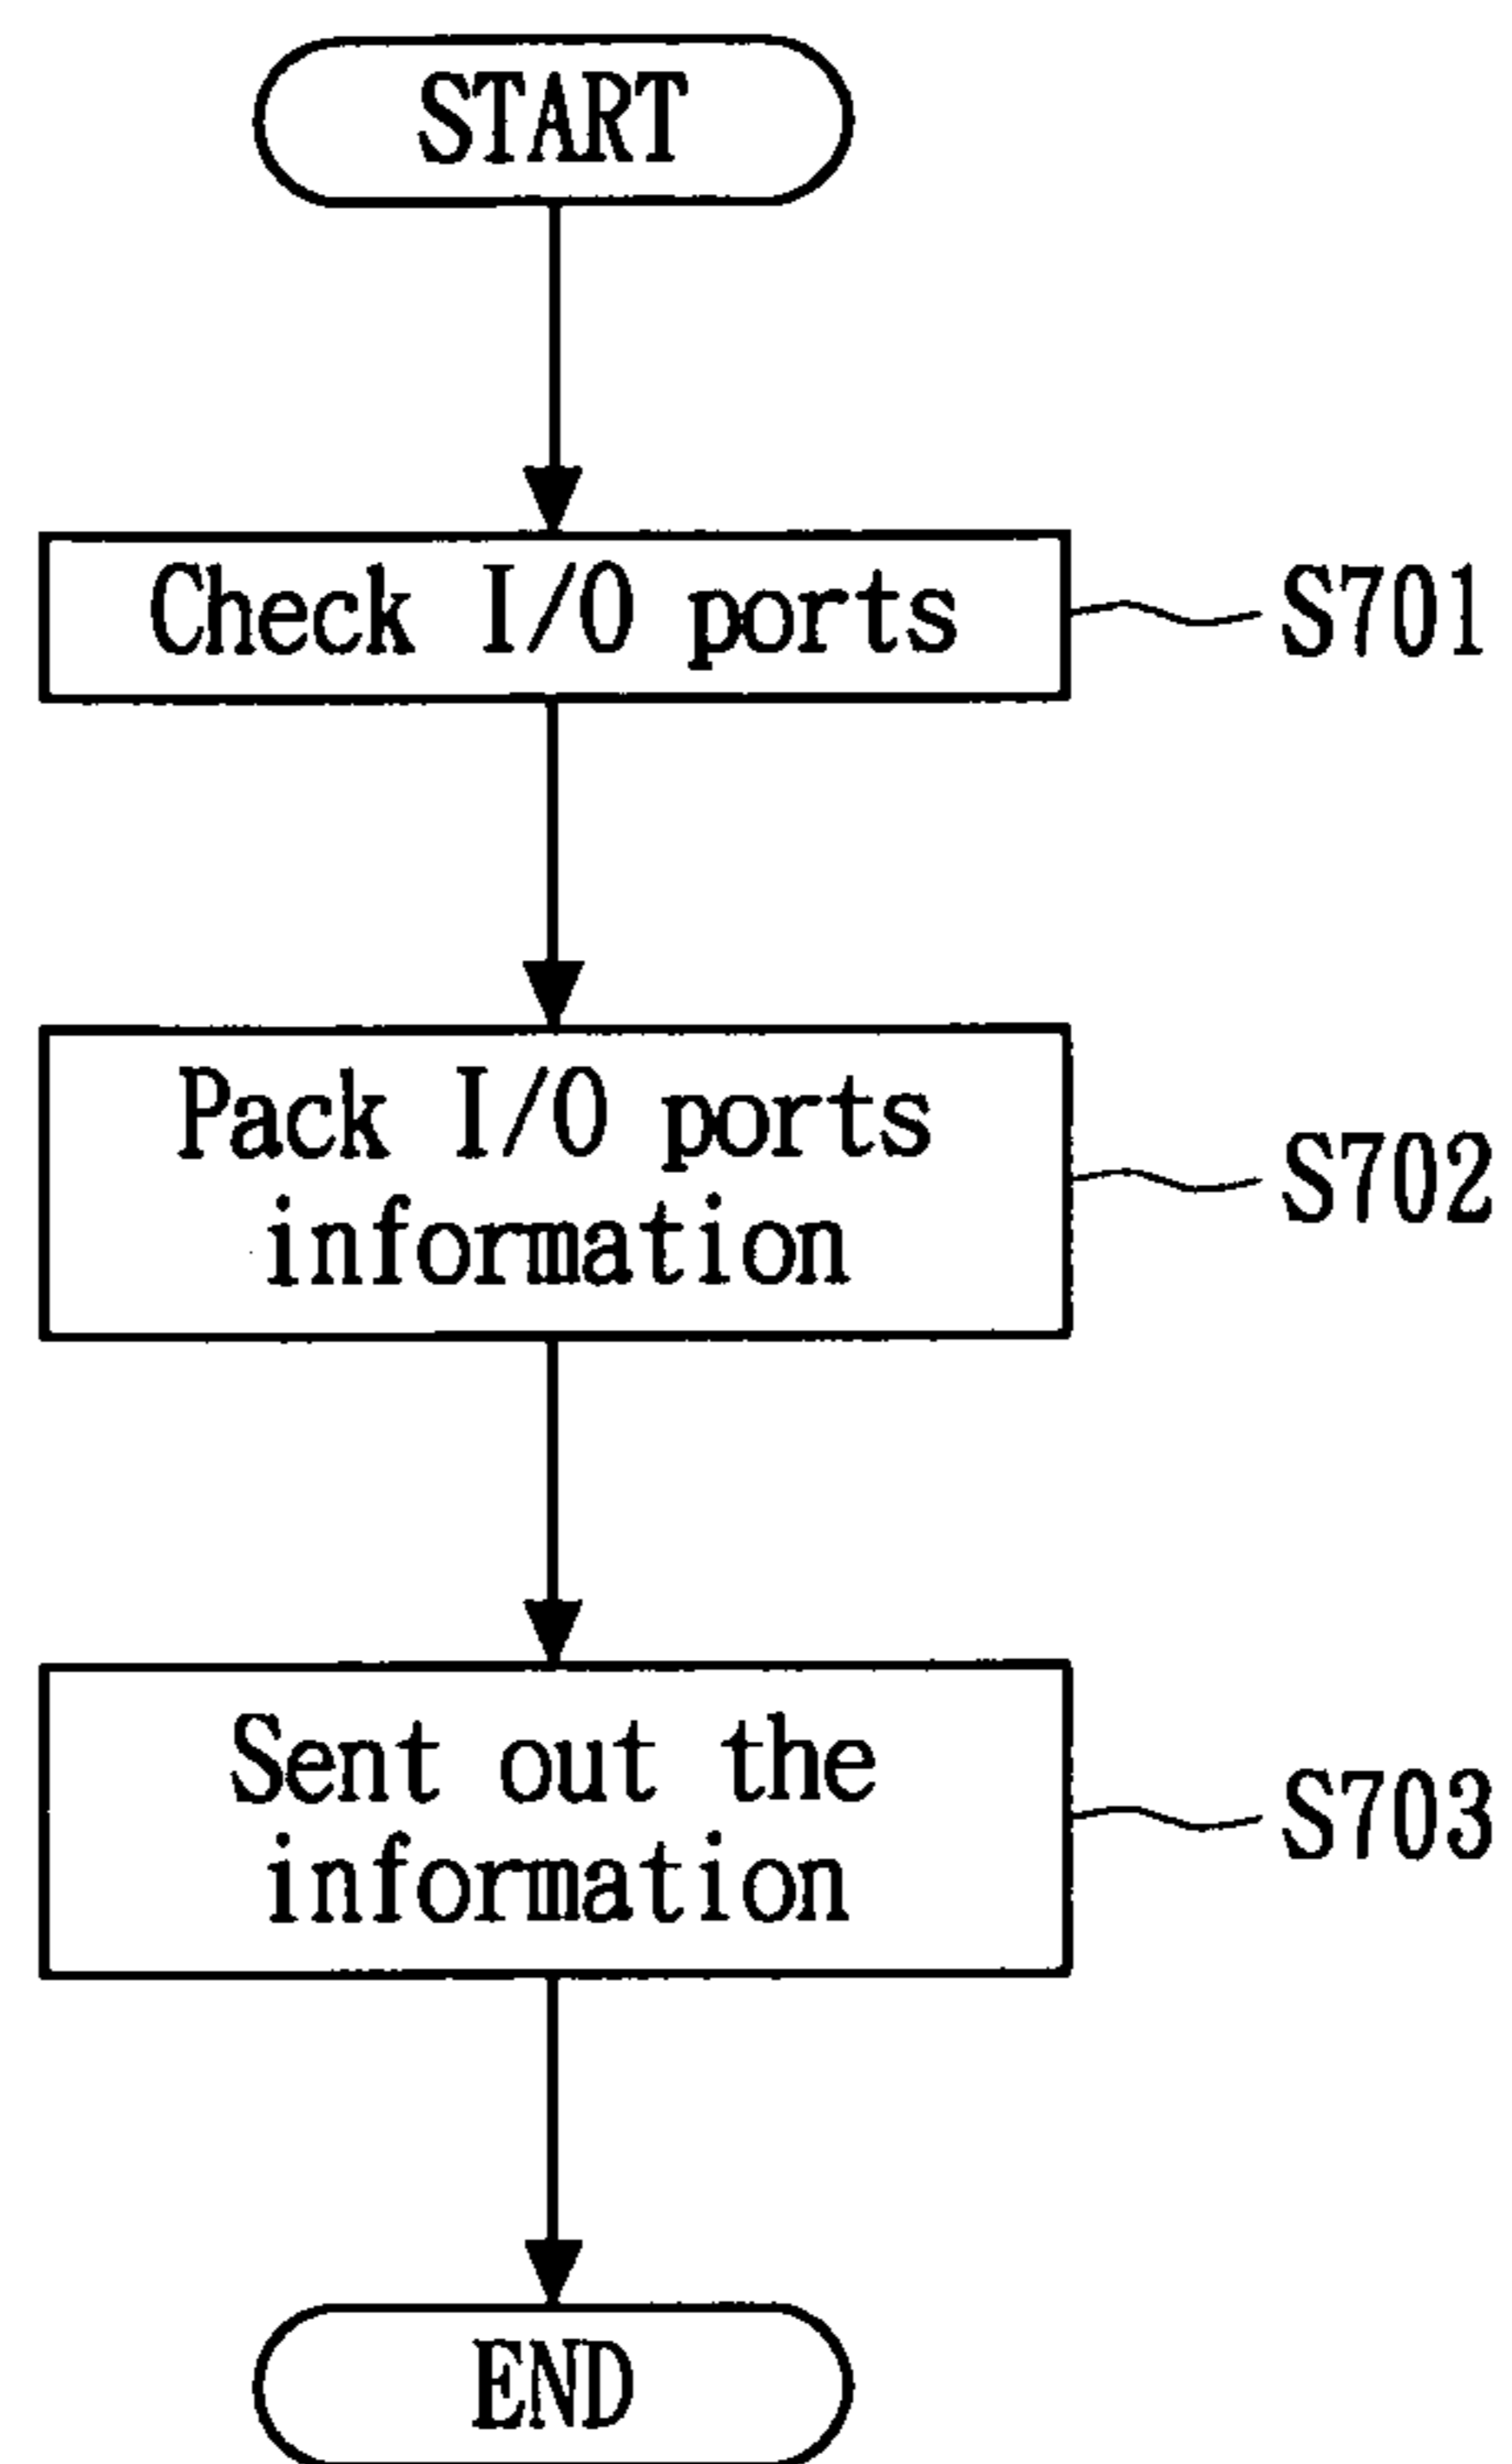 START
Check I/O ports
S701
Pack I/O ports
information
S702
Sent out the
information
S703
END